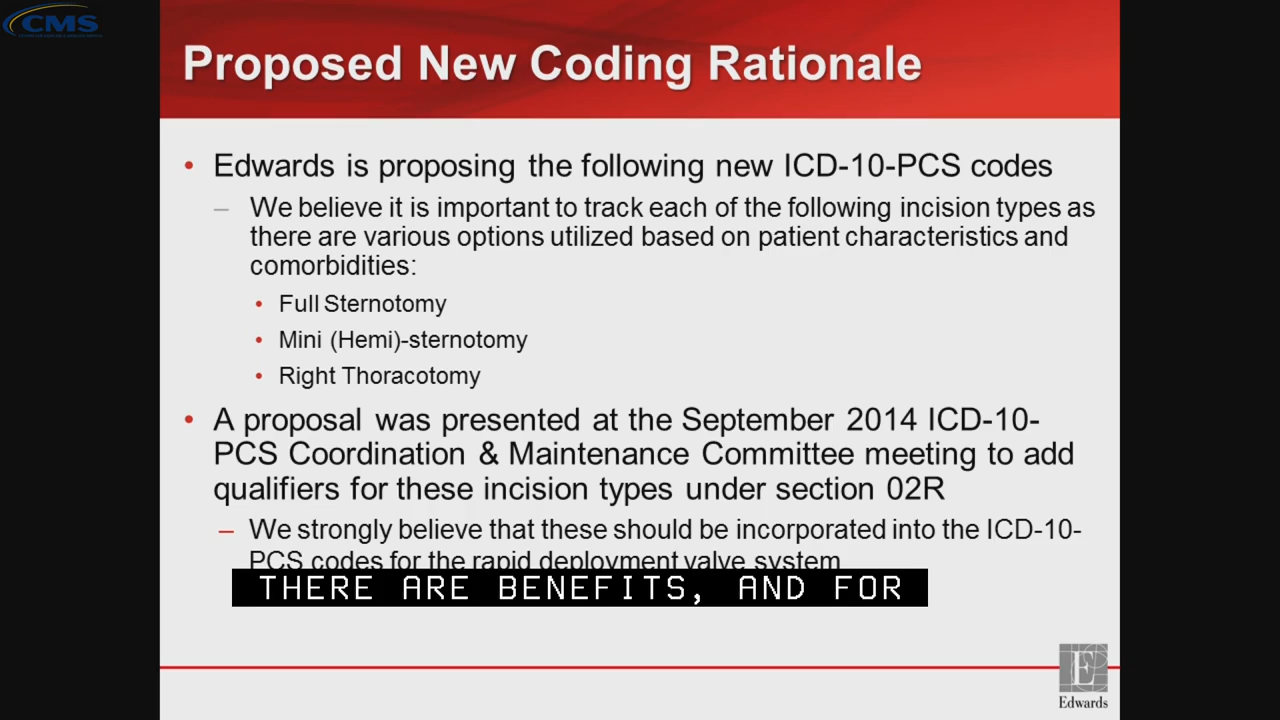 CMS
Proposed New Coding Rationale
• Edwards is proposing the following new ICD-10-PCS codes
– We believe it is important to track each of the following incision types as
there are various options utilized based on patient characteristics and
comorbidities:
• Full Sternotomy
• Mini (Hemi)-sternotomy
• Right Thoracotomy
• A proposal was presented at the September 2014 ICD-10-
PCS Coordination & Maintenance Committee meeting to add
qualifiers for these incision types under section 02R
– We strongly believe that these should be incorporated into the ICD-10-
PCS codes for the rapid deployment valve system
THERE ARE BENEFITS, AND FOR
E
Edwards